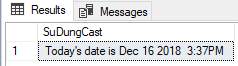 Results Messages
SuDungCast
1 Today's date is Dec 16 2018  3:37PM